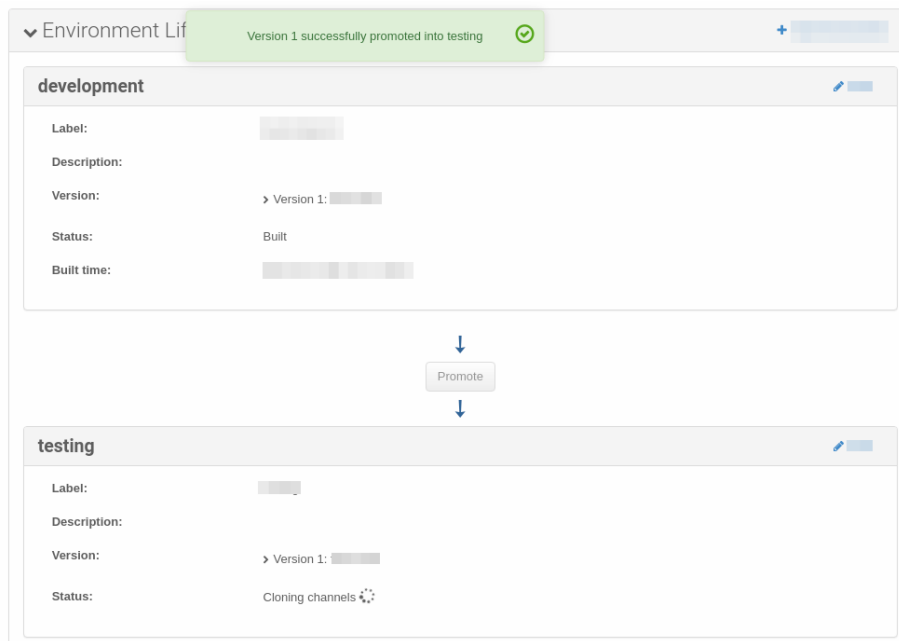 Environment Lif
Version 1 successfully promoted into testing
development
Label:
Description:
Version:
Version 1:
Status:
Built
Built time:
Promote
testing
Label:
Description:
Version:
Version 1:
Status:
Cloning channels